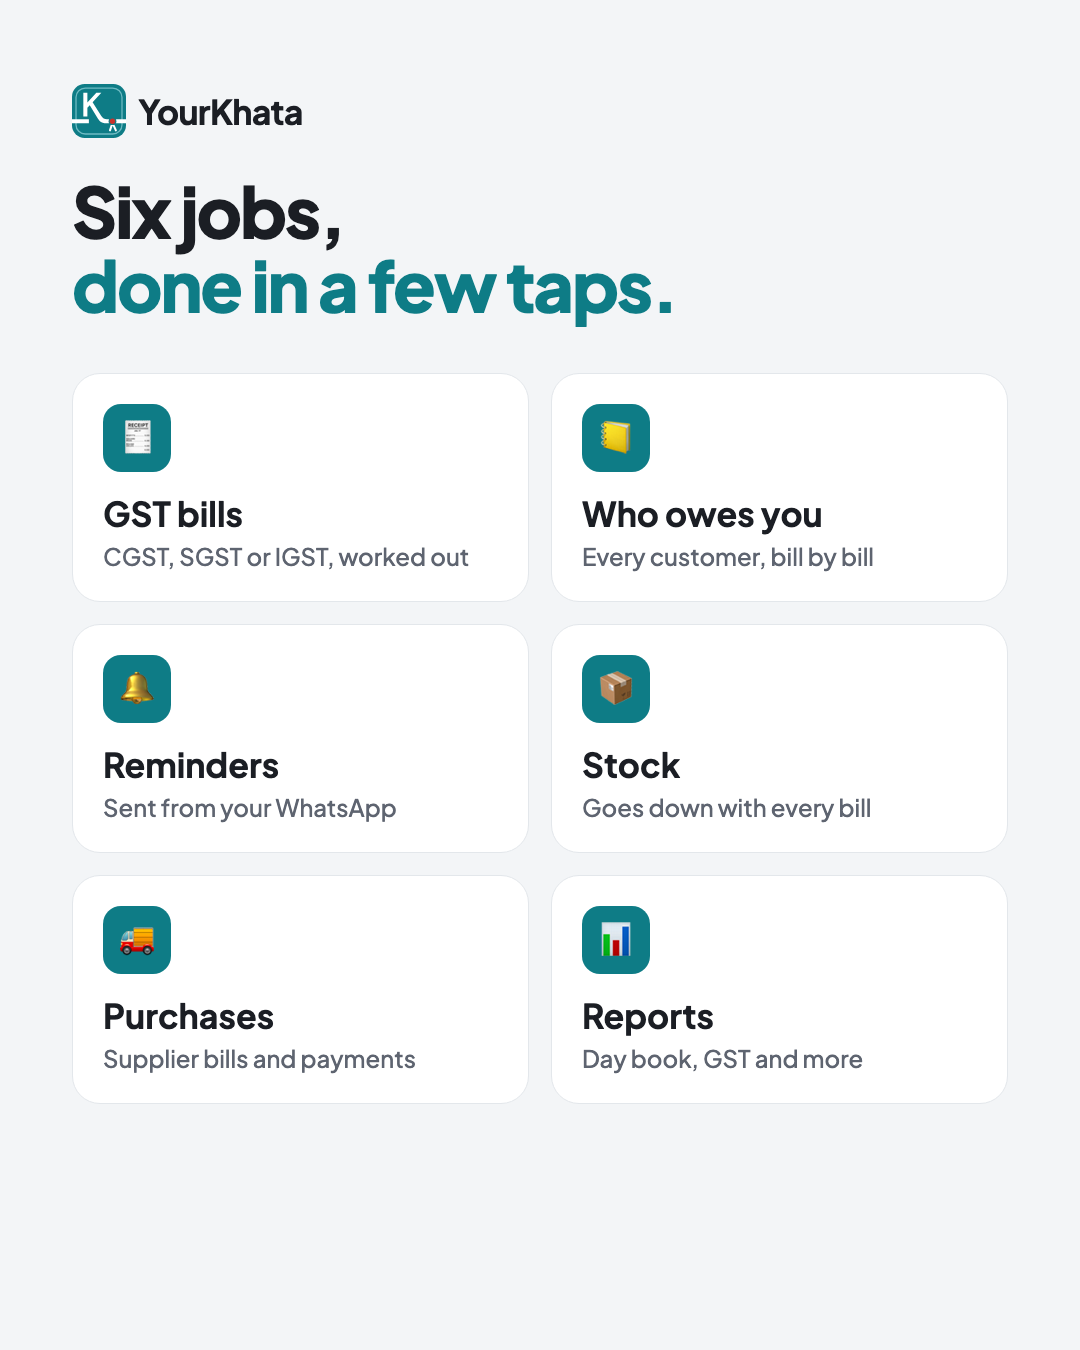 K
YourKhata
Six jobs,
done in a few taps.
RECEIPT
GST bills
CGST, SGST or IGST, worked out
Who owes you
Every customer, bill by bill
Reminders
Sent from your WhatsApp
Stock
Goes down with every bill
Purchases
Supplier bills and payments
Reports
Day book, GST and more